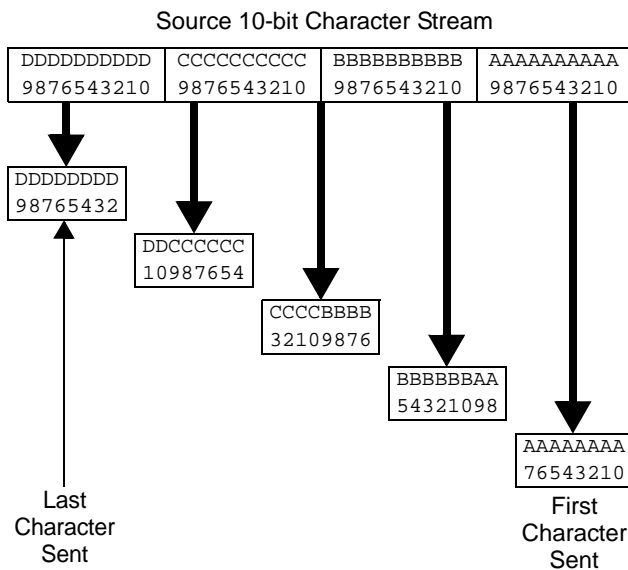 Source 10-bit Character Stream
DDDDDDDDDD CCCCCCCCCC BBBBBBBBBB AAAAAAAAAA
9876543210 9876543210 9876543210 9876543210
DDDDDDDD
98765432
DDCCCCCC
10987654
CCCCBBBB
32109876
BBBBBBAA
54321098
AAAAAAAA
76543210
Last
Character
Sent
First
Character
Sent